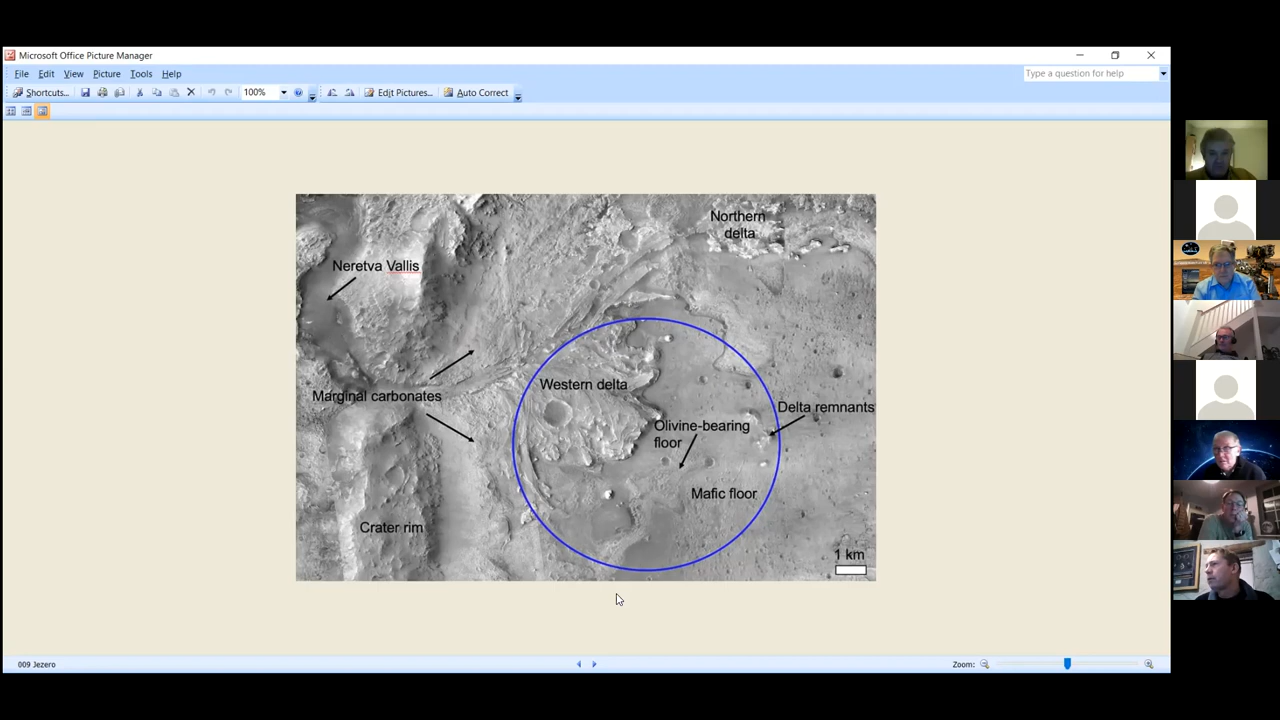 Microsoft Office Picture Manager
File Edit View Picture Tools Help
Type a question for help
Shortcuts... 100% Edit Pictures... Auto Correct
Northern
delta
Neretva Vallis
Western delta
Marginal carbonates
Delta remnants
Olivine-bearing
floor
Mafic floor
Crater rim
1 km
009 Jezero
Zoom: